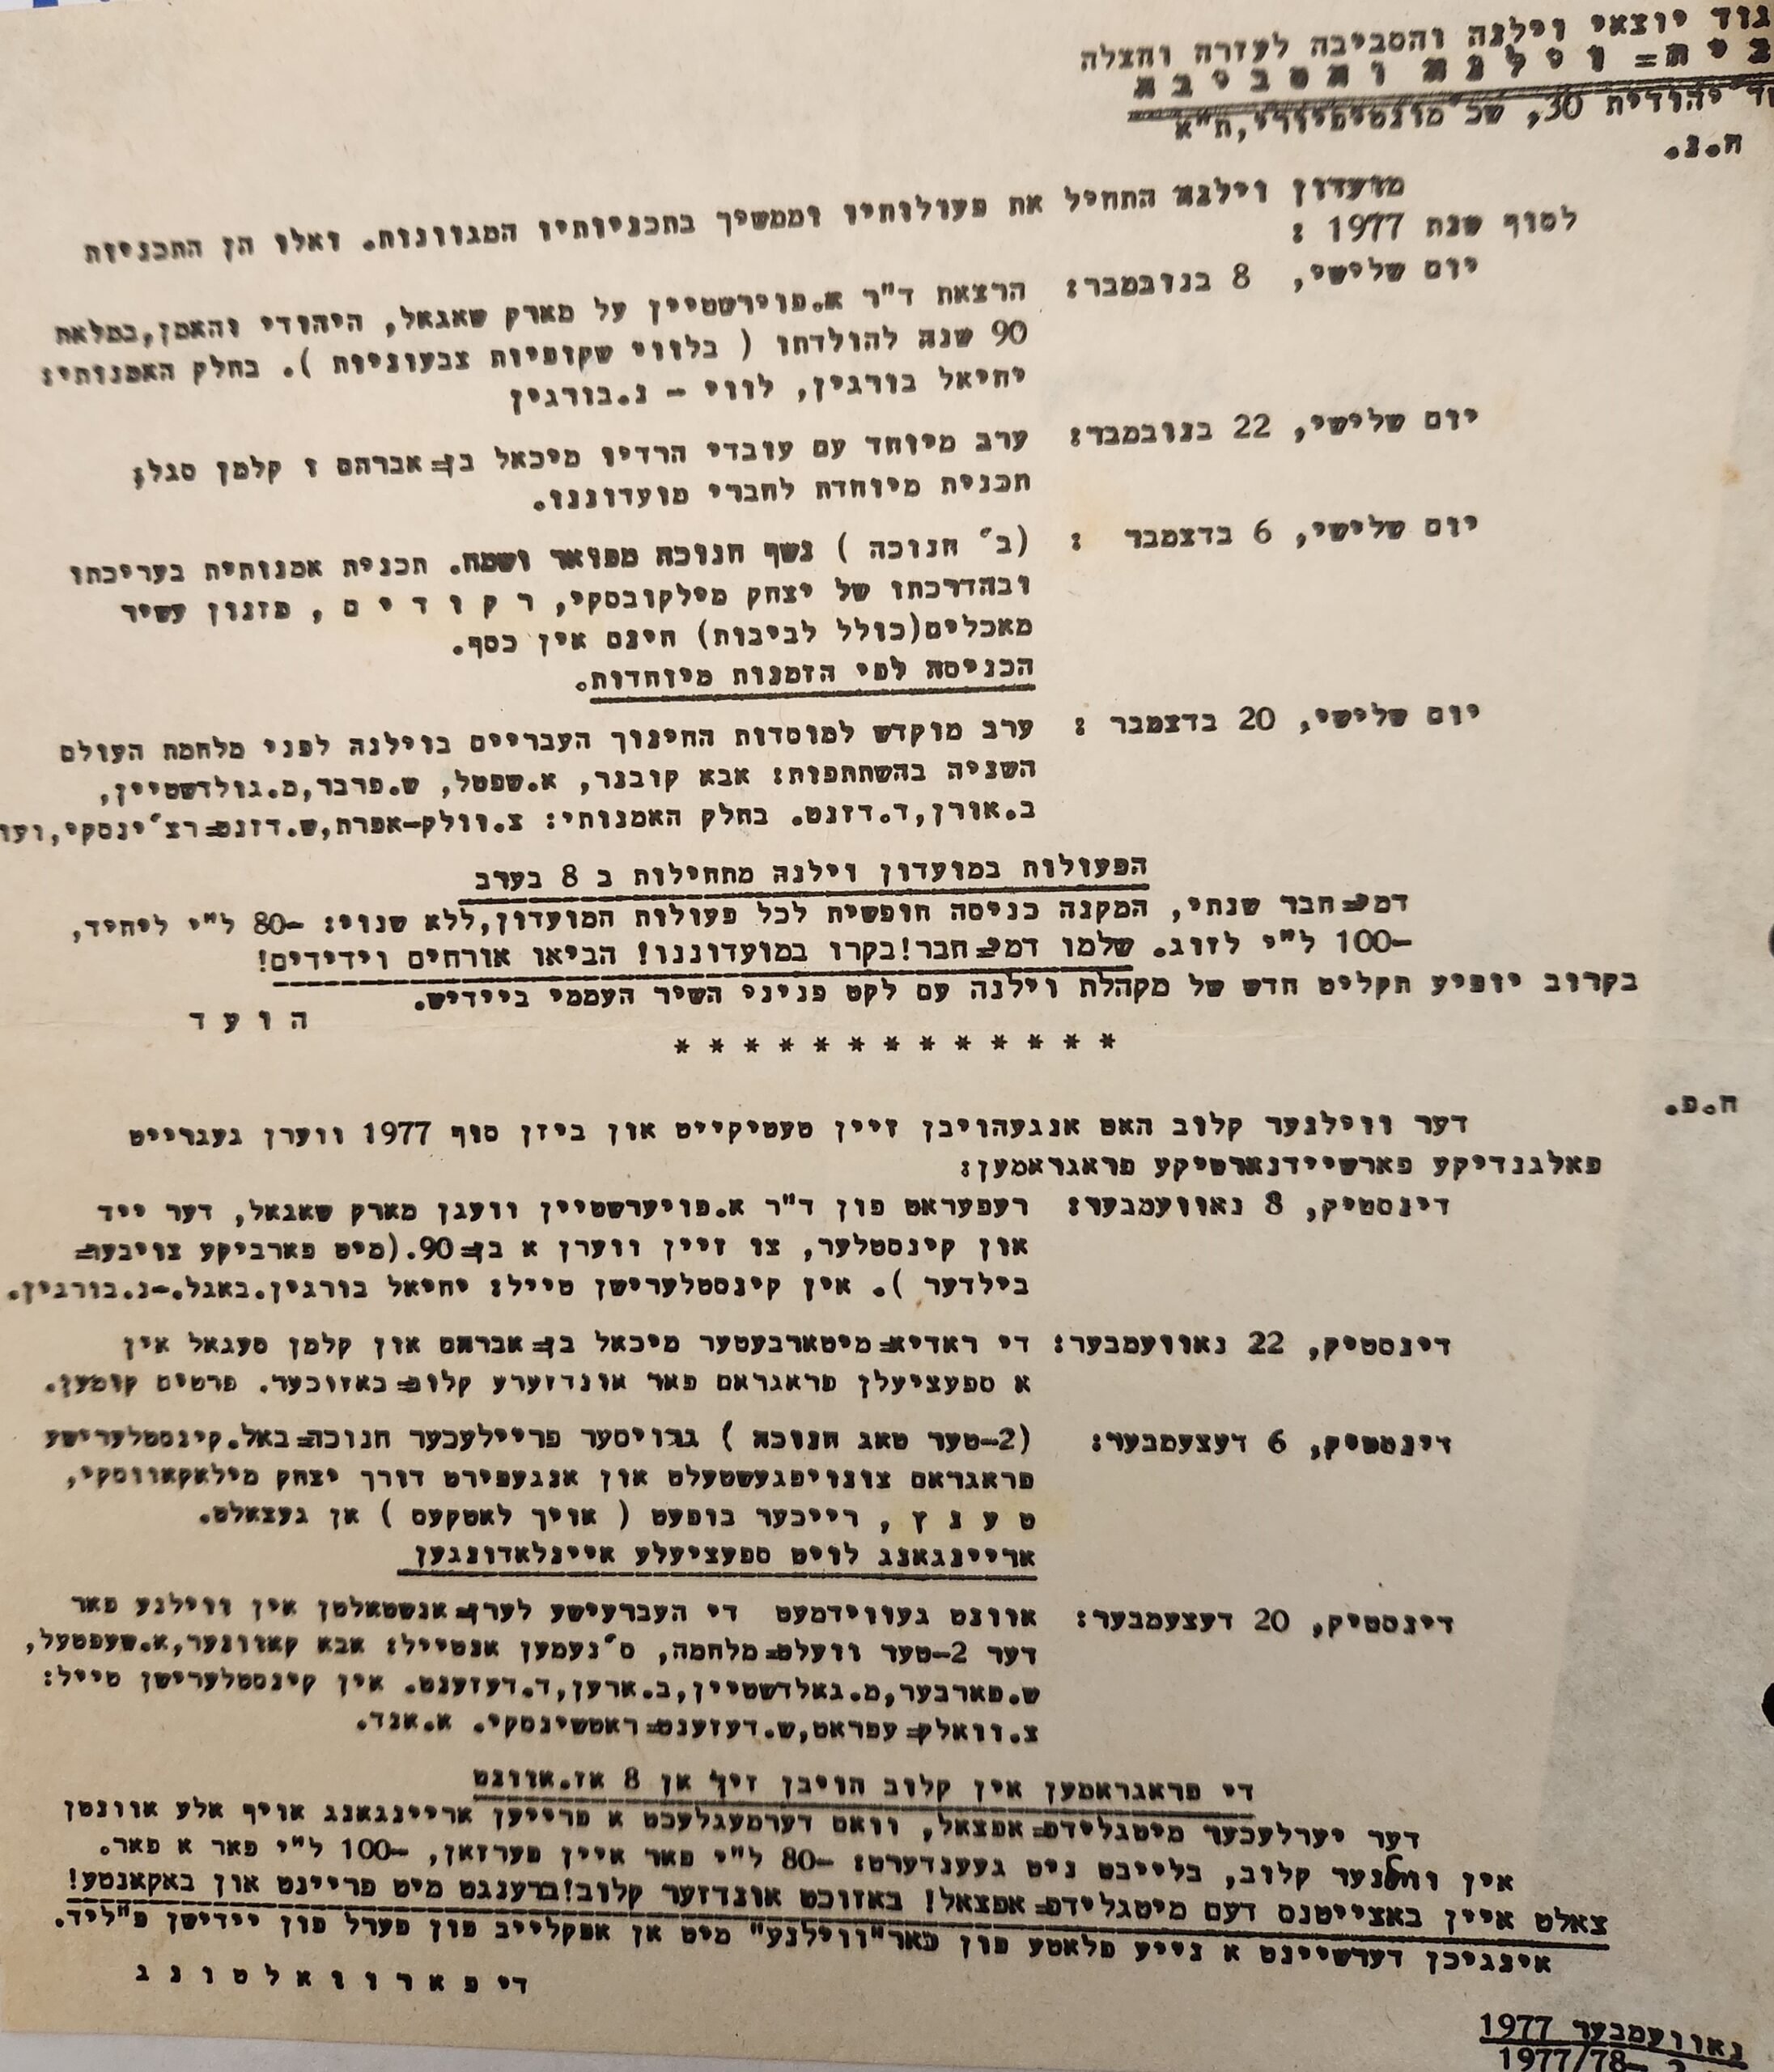 גוד יוצאי וילנה והסביבה לעזרה והצלה
בית=וילנא וסביבא
יהודית 30, שכ' מונטיפיורי,ת"א
ח.נ.
מועדון וילנא התחיל את פעולותיו וממשיך בתכניותיו המגוונות. ואלו הן התכניות
לסוף שנת 1977 :
יום שלישי, 8 בנובמבר: הרצאת ד"ר א.פוירשטיין על מארק שאגאל, היהודי והאמן,במלאת
90 שנה להולדתו ( בלווי שקופיות צבעוניות ). בחלק האמנותי:
יחיאל בורגין, לווי - נ.בורגין
יום שלישי, 22 בנובמבר: ערב מיוחד עם עובדי הרדיו מיכאל בן=אברהם ו קלמן סגל;
תכנית מיוחדת לחברי מועדוננו.
יום שלישי, 6 בדצמבר : (ב' חנוכה ) נשף חנוכה מפואר ושמח. תכנית אמנותית בעריכתו
ובהדרכתו של יצחק מילקובסקי, ר ק ו ד י ם , מזנון עשיר
מאכלים(כולל לביבות) חינם אין כסף.
הכניסה לפי הזמנות מיוחדות.
יום שלישי, 20 בדצמבר : ערב מוקדש למוסדות החינוך העבריים בוילנה לפני מלחמת העולם
השניה בהשתתפות: אבא קובנר, א.שפטל, ש.פרבר,מ.גולדשטיין,
ב.אורן,ד.דזנט. בחלק האמנותי: צ.וולק-אפרת,ש.דזנט=רצ'ינסקי,ועו
הפעולות במועדון וילנה מתחילות ב 8 בערב
דמי=חבר שנתי, המקנה כניסה חופשית לכל פעולות המועדון,ללא שנוי: -80 ל"י ליחיד,
-100 ל"י לזוג. שלמו דמי=חבר!בקרו במועדוננו! הביאו אורחים וידידים!
בקרוב יופיע תקליט חדש של מקהלת וילנה עם לקט פניני השיר העממי ביידיש.
ה ו ע ד
* * * * * * * * * * * * *
ח.פ.
דער ווילנער קלוב האט אנגעהויבן זיין טעטיקייט און ביזן סוף 1977 ווערן געגרייט
פאלגנדיקע פארשיידנארטיקע פראגראמען:
דינסטיק, 8 נאוועמבער: רעפעראט פון ד"ר א.פוירשטיין וועגן מארק שאגאל, דער ייד
און קינסטלער, צו זיין ווערן א בן=90.(מיט פארביקע צויבער=
בילדער ). אין קינסטלערישן טייל: יחיאל בורגין.באגל.-נ.בורגין.
דינסטיק, 22 נאוועמבער: די ראדיא=מיטארבעטער מיכאל בן=אברהם און קלמן סעגאל אין
א ספעציעלן פראגראם פאר אונדזערע קלוב=באזוכער. פרטים קומען.
דינסטיק, 6 דעצעמבער: (2-טער טאג חנוכה ) גרויסער פריילעכער חנוכה=באל.קינסטלערישע
פראגראם צונויפגעשטעלט און אנגעפירט דורך יצחק מילאקאווסקי,
ט ע נ ץ , רייכער בופעט ( אויך לאטקעס ) אן געצאלט.
אריינגאנג לויט ספעציעלע איינלאדונגען
דינסטיק, 20 דעצעמבער: אוונט געווידמעט די העברעישע לערן=אנשטאלטן אין ווילנע פאר
דער 2-טער וועלט=מלחמה, ס'נעמען אנטייל: אבא קאוונער,א.שעפטעל,
ש.פארבער,מ.גאלדשטיין,ב.ארען,ד.דעזענט. אין קינסטלערישן טייל:
צ.וואלק=עפראט,ש.דעזענט=ראטשינסקי. א.אנד.
די פראגראמען אין קלוב הויבן זיך אן 8 אז.אוונט
דער יערלעכער מיטגלידס=אפצאל, וואס דערמעגלעכט א פרייען אריינגאנג אויף אלע אוונטן
אין ווילנער קלוב, בלייבט ניט געענדערט: -80 ל"י פאר איין פערזאן, -100 ל"י פאר א פאר.
צאלט איין באצייטנס דעם מיטגלידס=אפצאל! באזוכט אונדזער קלוב!ברענגט מיט פריינט און באקאנטע!
אינגיכן דערשיינט א נייע פלאטע פון כאר"ווילנע" מיט אן אפקלייב פון פערל פון יידישן פ"ליד.
די פ א ר ו ו א ל ט ו נ ג
נאוועמבער 1977
1977/78